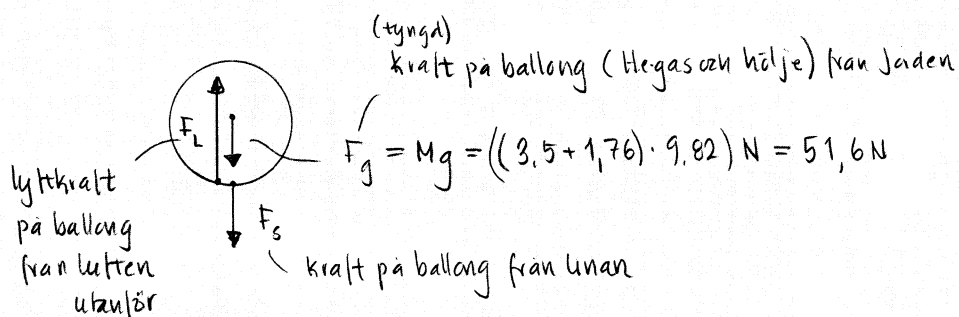 (tyngd)
kraft på ballong (He-gas och hölje) från Jorden
F_L
F_g = Mg = ((3,5 + 1,76) · 9,82) N = 51,6 N
lyftkraft
på ballong
från luften
utanför
F_s
kraft på ballong från linan